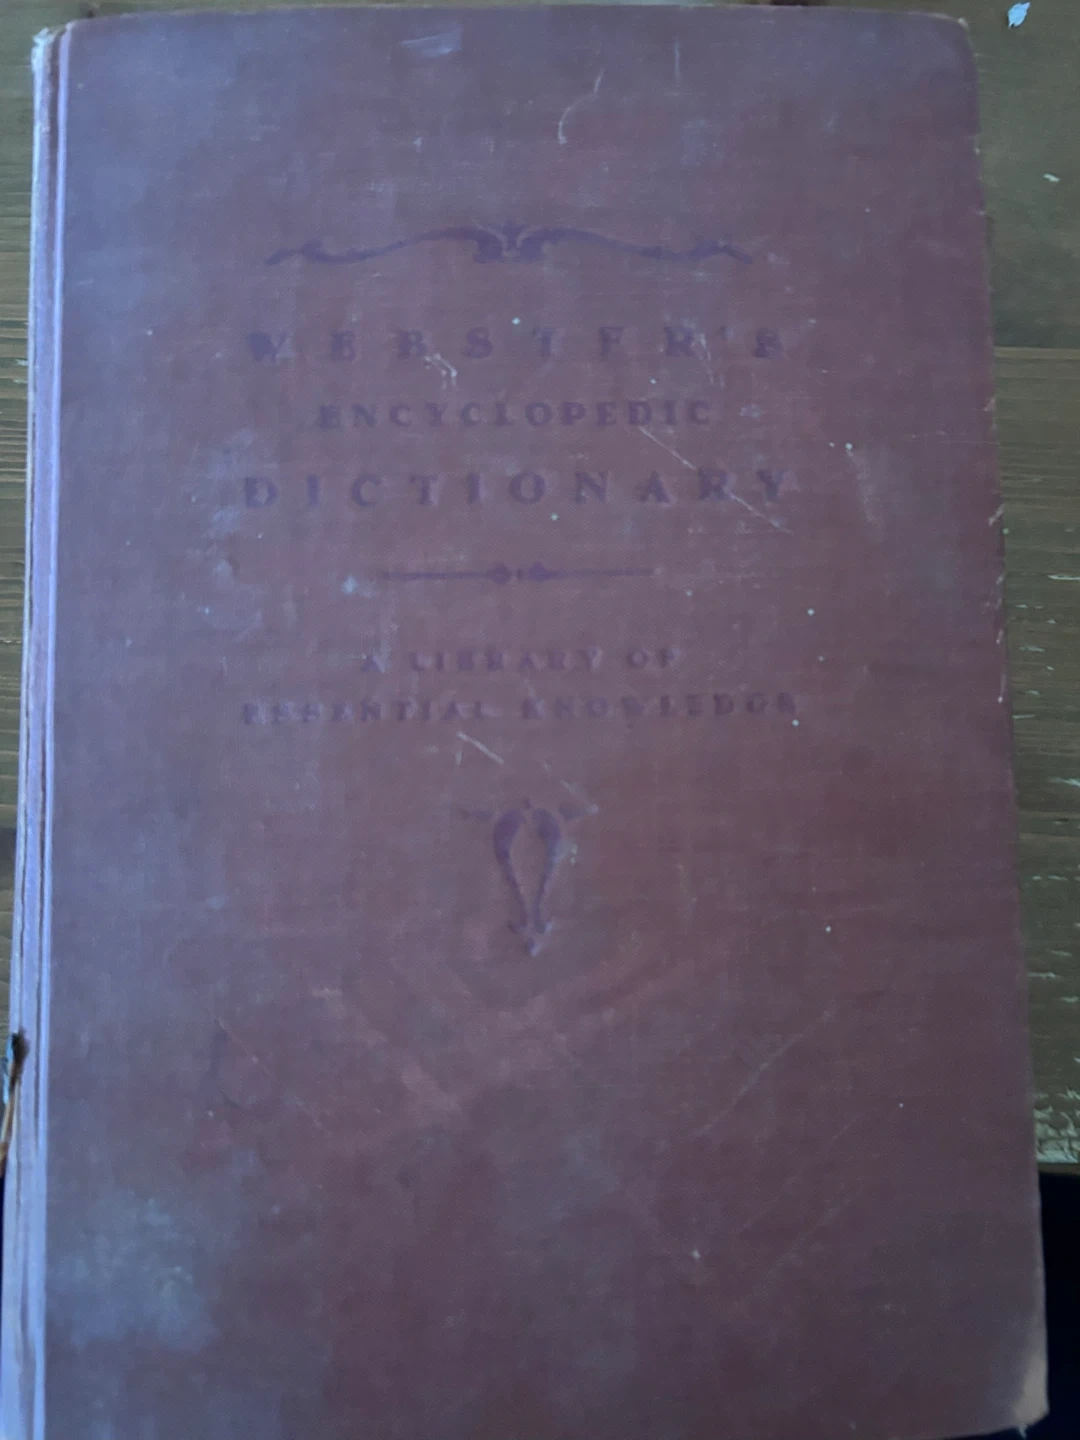 WEBSTER'S
ENCYCLOPEDIC
DICTIONARY
A LIBRARY OF
ESSENTIAL KNOWLEDGE